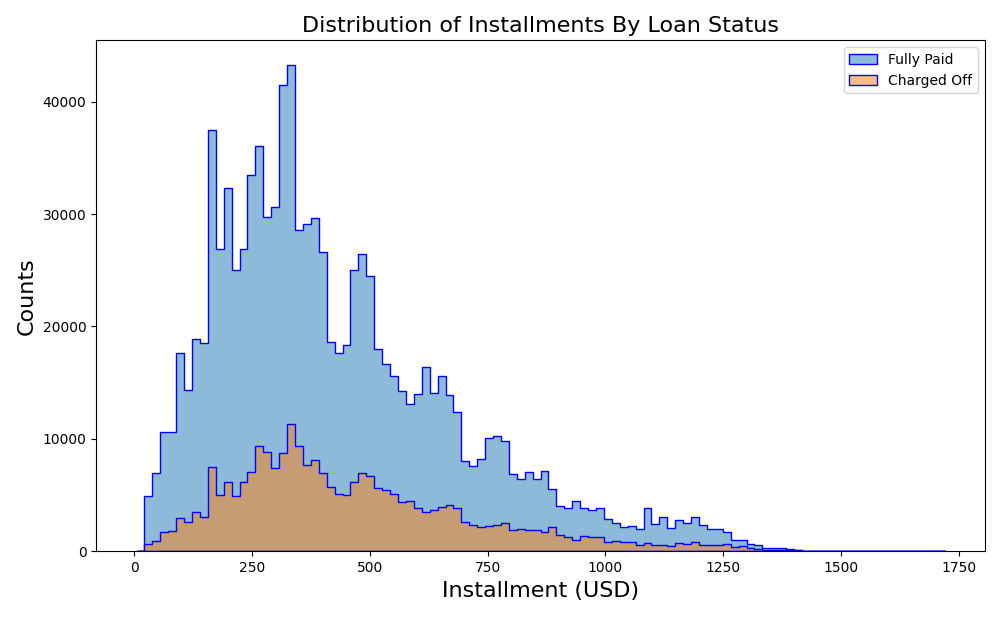 Distribution of Installments By Loan Status
Fully Paid
Charged Off
Counts
40000
30000
20000
10000
0
0 250 500 750 1000 1250 1500 1750
Installment (USD)